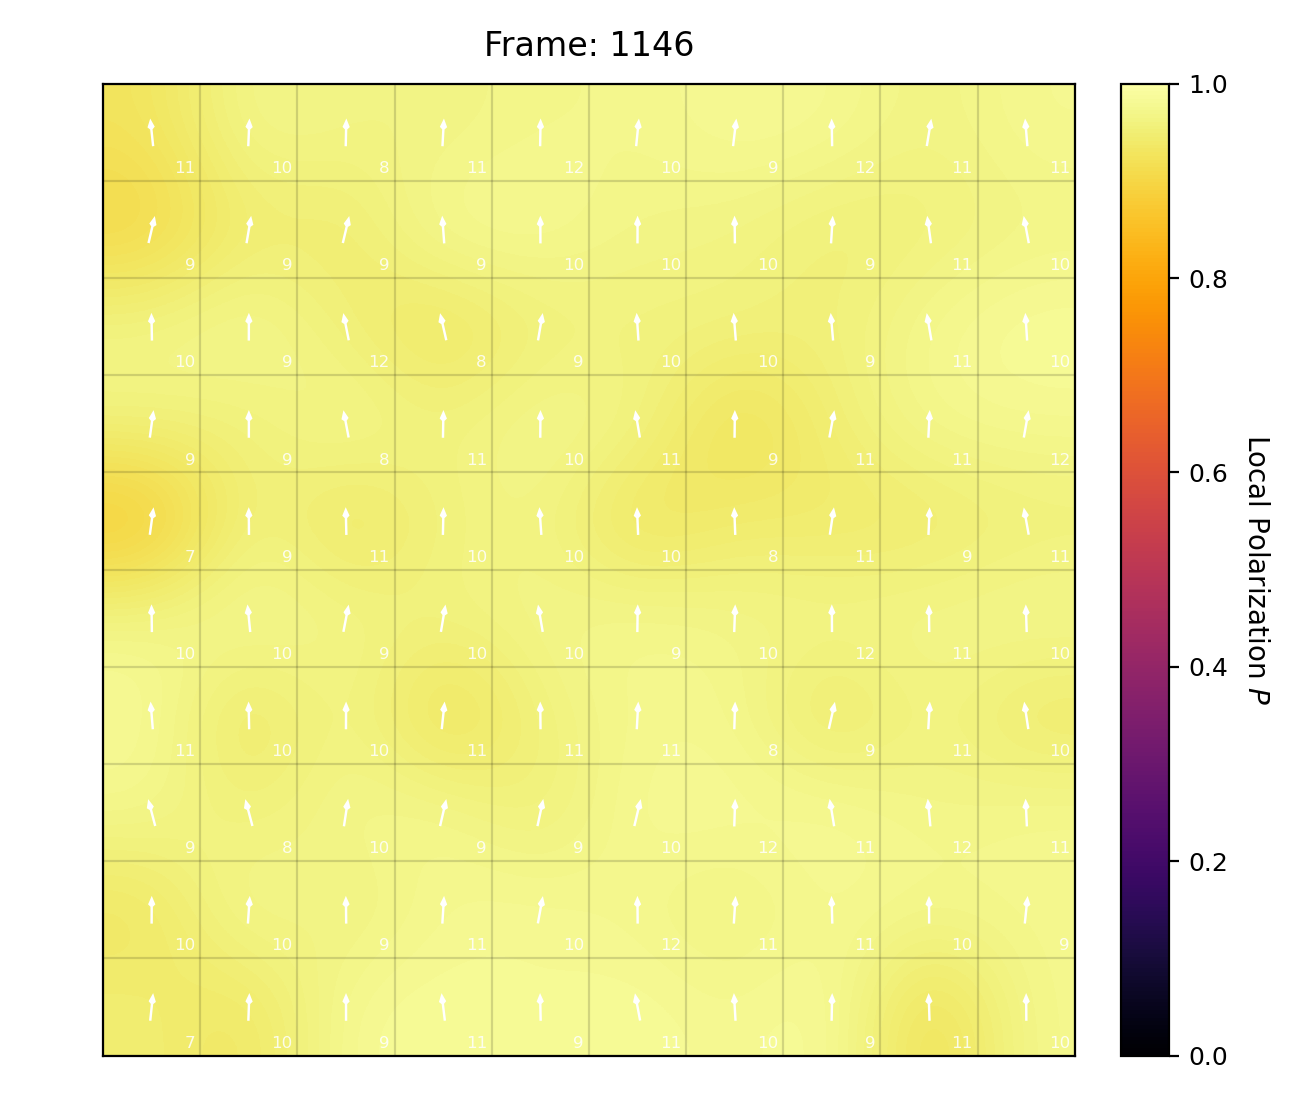 Frame: 1146
11 10 8 11 12 10 9 12 11 11
9 9 9 9 10 10 10 9 11 10
10 9 12 8 9 10 10 9 11 10
9 9 8 11 10 11 9 11 11 12
7 9 11 10 10 10 8 11 9 11
10 10 9 10 10 9 10 12 11 10
11 10 10 11 11 11 8 9 11 10
9 8 10 9 9 10 12 11 12 11
10 10 9 11 10 12 11 11 10 9
7 10 9 11 9 11 10 9 11 10
1.0
0.8
0.6
0.4
0.2
0.0
Local Polarization P